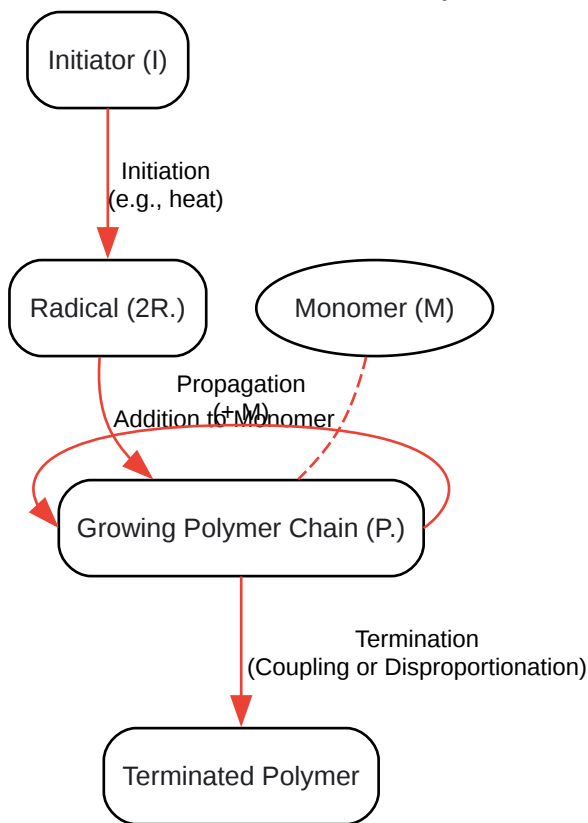 Initiator (I)
Initiation
(e.g., heat)
Radical (2R.)
Monomer (M)
Propagation
(+ M)
Addition to Monomer
Growing Polymer Chain (P.)
Termination
(Coupling or Disproportionation)
Terminated Polymer